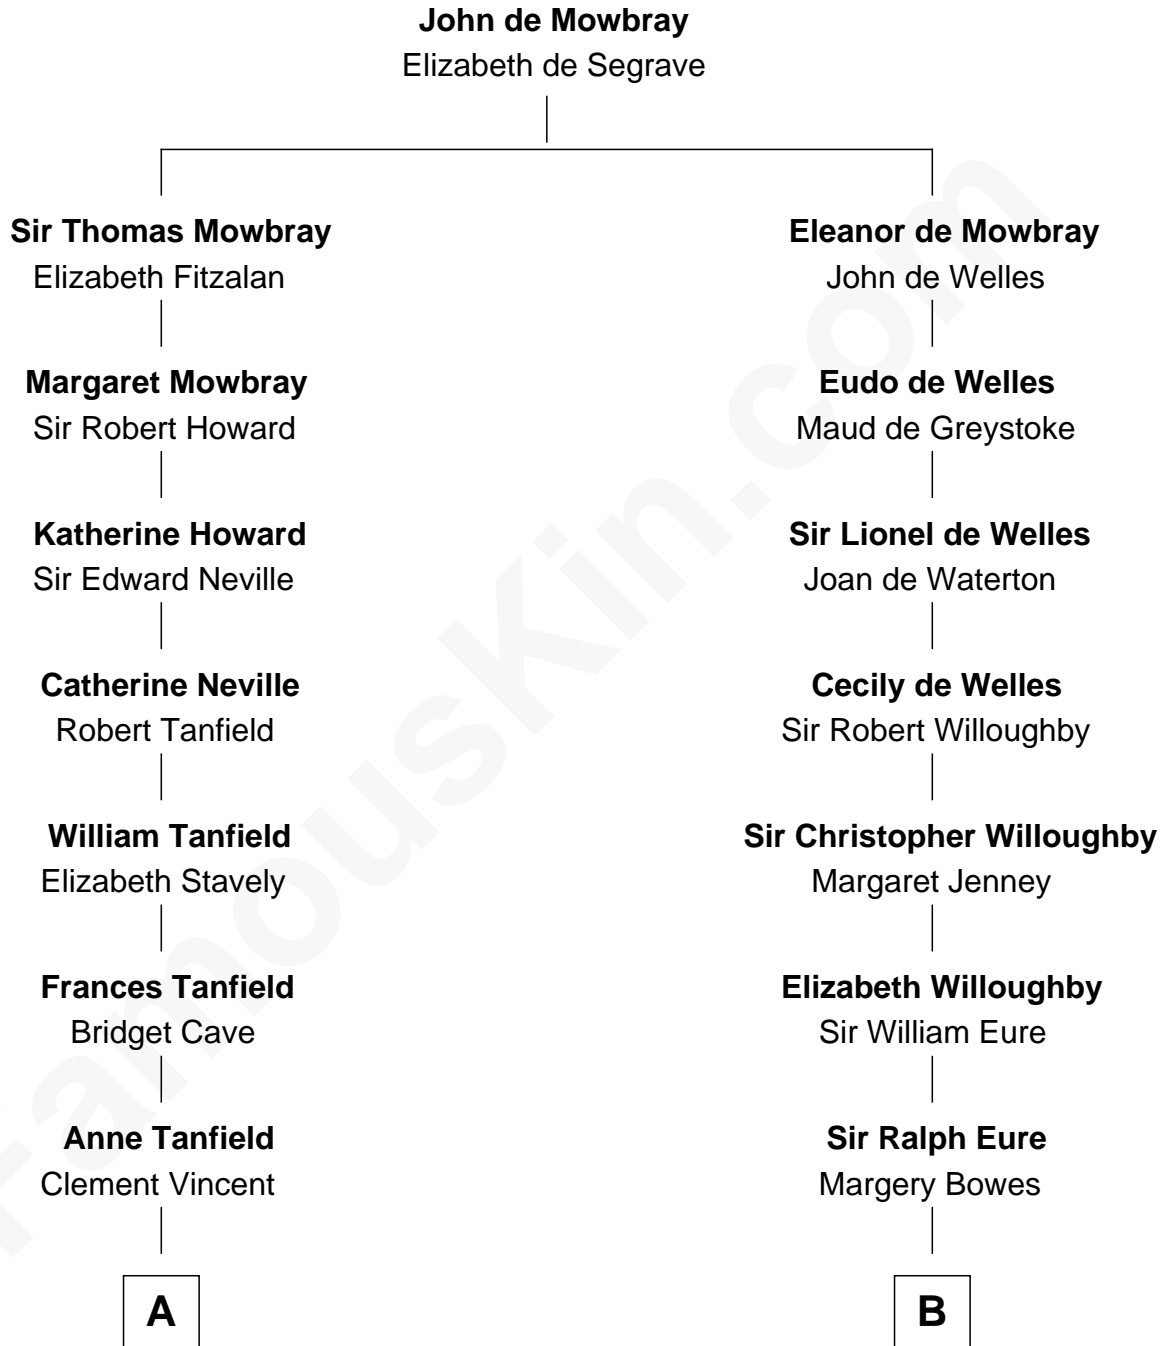 John de Mowbray
Elizabeth de Segrave
Sir Thomas Mowbray
Elizabeth Fitzalan
Eleanor de Mowbray
John de Welles
Margaret Mowbray
Sir Robert Howard
Eudo de Welles
Maud de Greystoke
Katherine Howard
Sir Edward Neville
Sir Lionel de Welles
Joan de Waterton
Catherine Neville
Robert Tanfield
Cecily de Welles
Sir Robert Willoughby
William Tanfield
Elizabeth Stavely
Sir Christopher Willoughby
Margaret Jenney
Frances Tanfield
Bridget Cave
Elizabeth Willoughby
Sir William Eure
Anne Tanfield
Clement Vincent
Sir Ralph Eure
Margery Bowes
A
B
FamousKin.com